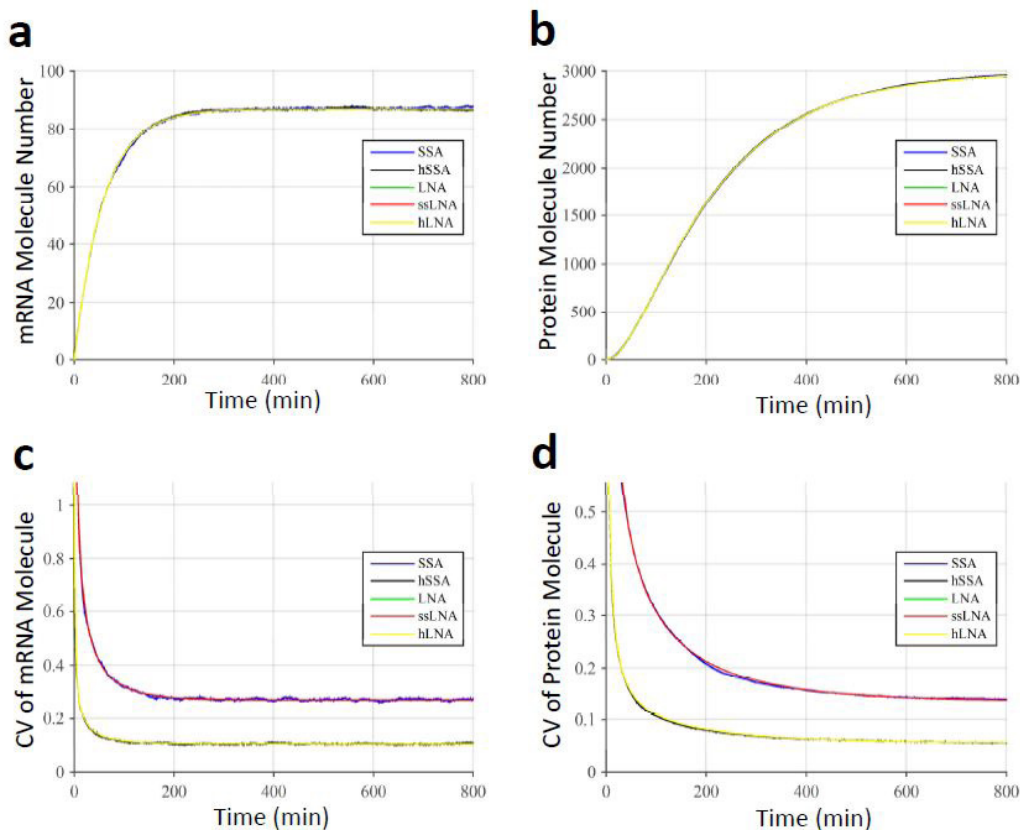 a
mRNA Molecule Number
100
80
60
40
20
0
0 200 400 600 800
Time (min)
SSA
hSSA
LNA
ssLNA
hLNA
b
Protein Molecule Number
3000
2500
2000
1500
1000
500
0
0 200 400 600 800
Time (min)
SSA
hSSA
LNA
ssLNA
hLNA
c
CV of mRNA Molecule
1
0.8
0.6
0.4
0.2
0
0 200 400 600 800
Time (min)
SSA
hSSA
LNA
ssLNA
hLNA
d
CV of Protein Molecule
0.5
0.4
0.3
0.2
0.1
0
0 200 400 600 800
Time (min)
SSA
hSSA
LNA
ssLNA
hLNA